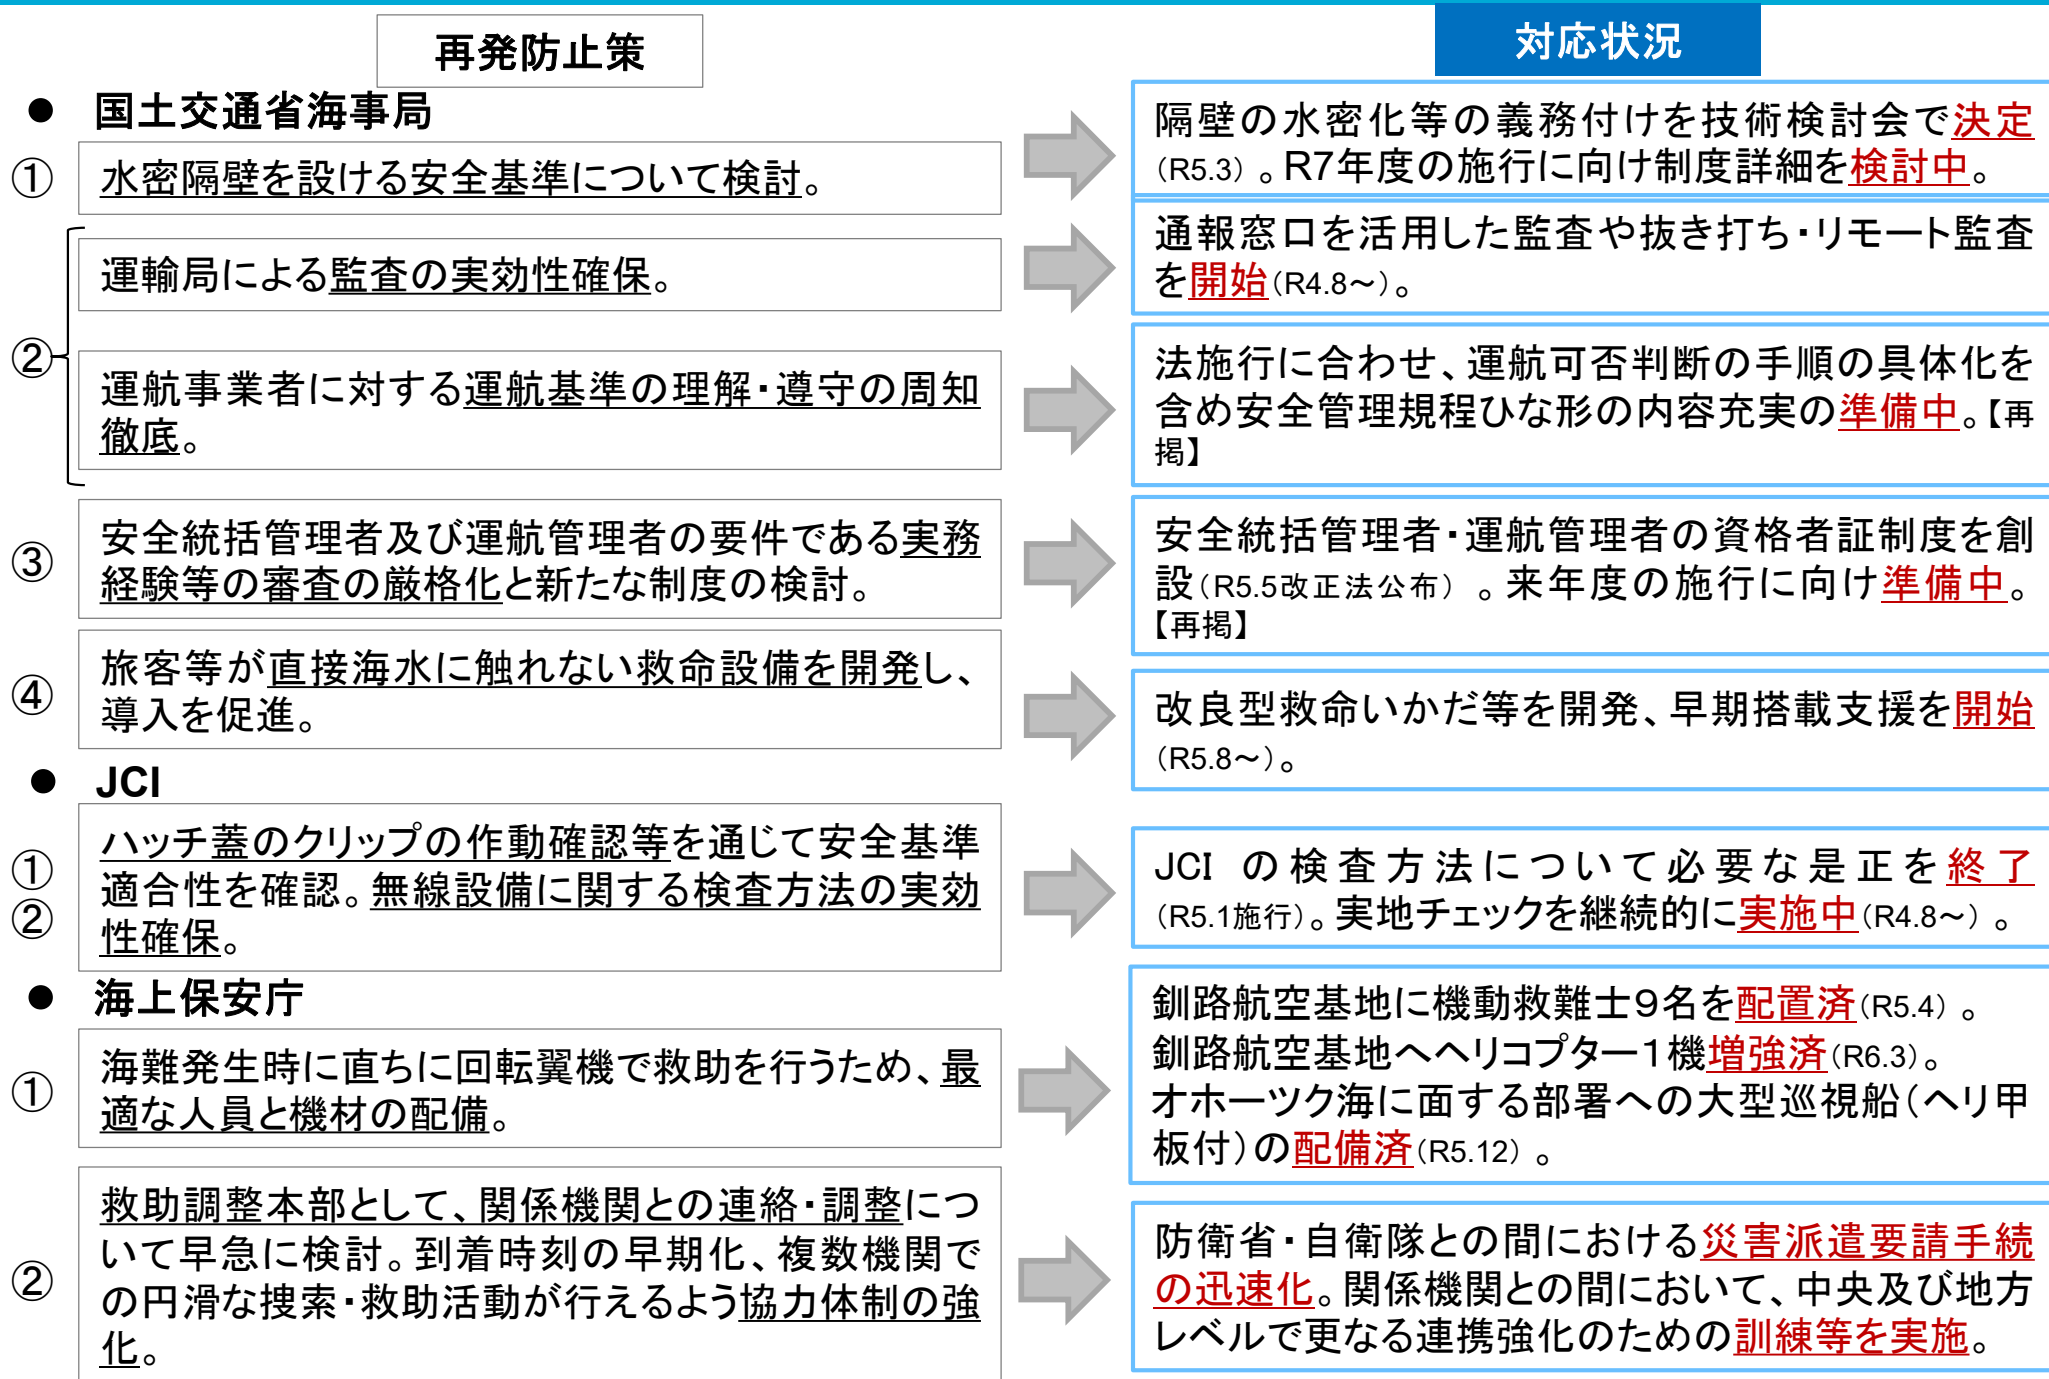 再発防止策
対応状況
● 国土交通省海事局
① 水密隔壁を設ける安全基準について検討。
隔壁の水密化等の義務付けを技術検討会で決定
（R5.3）。R7年度の施行に向け制度詳細を検討中。
②
運輸局による監査の実効性確保。
通報窓口を活用した監査や抜き打ち・リモート監査
を開始（R4.8～）。
運航事業者に対する運航基準の理解・遵守の周知
徹底。
法施行に合わせ、運航可否判断の手順の具体化を
含め安全管理規程ひな形の内容充実の準備中。【再
掲】
③
安全統括管理者及び運航管理者の要件である実務
経験等の審査の厳格化と新たな制度の検討。
安全統括管理者・運航管理者の資格者証制度を創
設（R5.5改正法公布）。来年度の施行に向け準備中。
【再掲】
④
旅客等が直接海水に触れない救命設備を開発し、
導入を促進。
改良型救命いかだ等を開発、早期搭載支援を開始
（R5.8～）。
● JCI
①
②
ハッチ蓋のクリップの作動確認等を通じて安全基準
適合性を確認。無線設備に関する検査方法の実効
性確保。
JCI の検査方法について必要な是正を終了
（R5.1施行）。実地チェックを継続的に実施中（R4.8～）。
● 海上保安庁
①
海難発生時に直ちに回転翼機で救助を行うため、最
適な人員と機材の配備。
釧路航空基地に機動救難士９名を配置済（R5.4）。
釧路航空基地へヘリコプター１機増強済（R6.3）。
オホーツク海に面する部署への大型巡視船（ヘリ甲
板付）の配備済（R5.12）。
②
救助調整本部として、関係機関との連絡・調整につ
いて早急に検討。到着時刻の早期化、複数機関で
の円滑な捜索・救助活動が行えるよう協力体制の強
化。
防衛省・自衛隊との間における災害派遣要請手続
の迅速化。関係機関との間において、中央及び地方
レベルで更なる連携強化のための訓練等を実施。